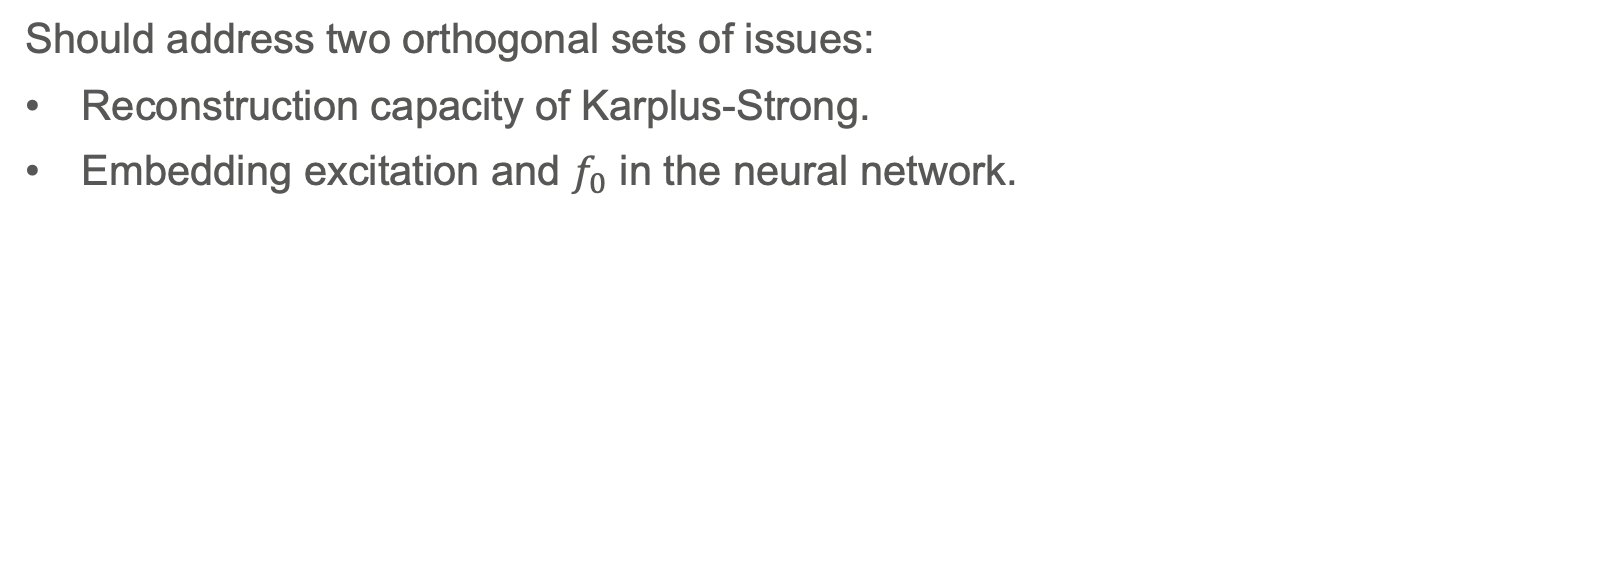 Should address two orthogonal sets of issues:
• Reconstruction capacity of Karplus-Strong.
• Embedding excitation and f₀ in the neural network.